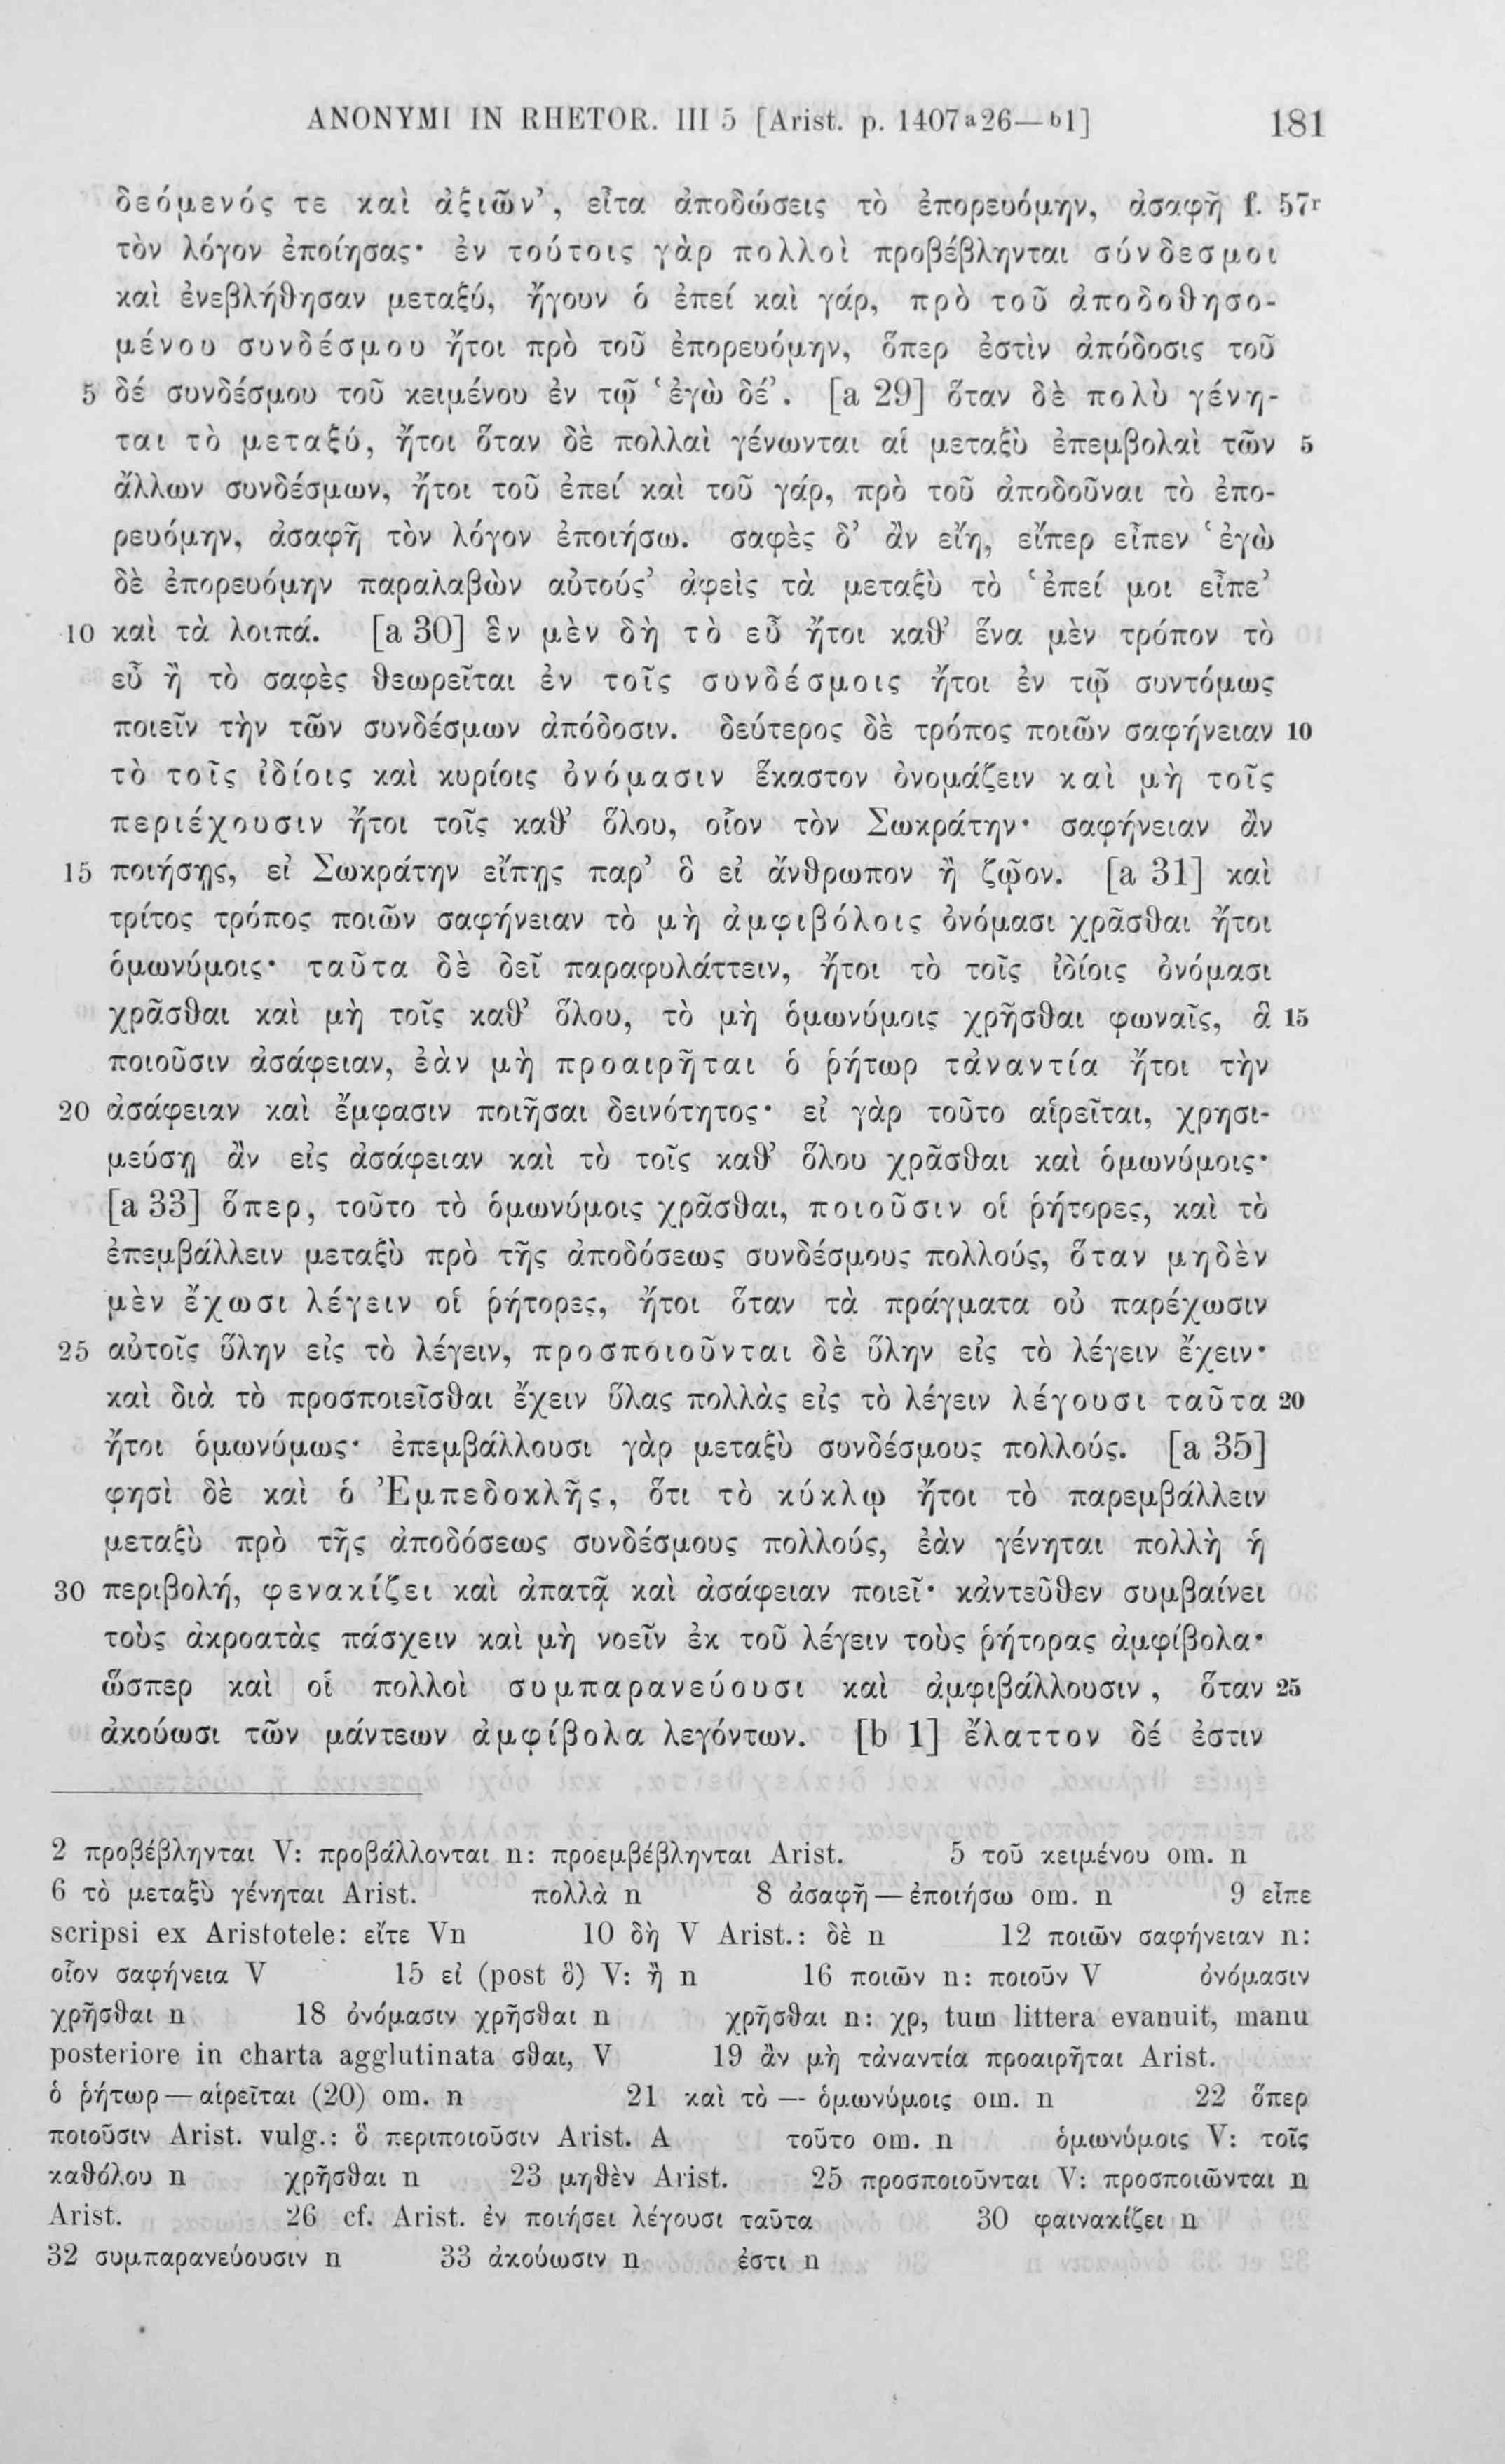 ANONYMI IN RHETOR. III 5 [Arist. p. 1407ᵃ26—ᵇ1] 181
δεόμενός τε καὶ ἀξιῶν’, εἶτα ἀποδώσεις τὸ ἐπορευόμην, ἀσαφῆ f. 57ʳ
τὸν λόγον ἐποίησας· ἐν τούτοις γὰρ πολλοὶ προβέβληνται σύνδεσμοι
καὶ ἐνεβλήθησαν μεταξύ, ἤγουν ὁ ἐπεί καὶ γάρ, πρὸ τοῦ ἀποδοθησο-
μένου συνδέσμου ἤτοι πρὸ τοῦ ἐπορευόμην, ὅπερ ἐστὶν ἀπόδοσις τοῦ
5 δέ συνδέσμου τοῦ κειμένου ἐν τῷ ‘ἐγὼ δέ’. [a 29] ὅταν δὲ πολὺ γένη-
ται τὸ μεταξύ, ἤτοι ὅταν δὲ πολλαὶ γένωνται αἱ μεταξὺ ἐπεμβολαὶ τῶν 5
ἄλλων συνδέσμων, ἤτοι τοῦ ἐπεί καὶ τοῦ γάρ, πρὸ τοῦ ἀποδοῦναι τὸ ἐπο-
ρευόμην, ἀσαφῆ τὸν λόγον ἐποιήσω. σαφὲς δ’ ἂν εἴη, εἴπερ εἶπεν ‘ἐγὼ
δὲ ἐπορευόμην παραλαβὼν αὐτούς’ ἀφεὶς τὰ μεταξὺ τὸ ‘ἐπεί μοι εἶπε’
10 καὶ τὰ λοιπά. [a 30] ἓν μὲν δὴ τὸ εὖ ἤτοι καθ’ ἕνα μὲν τρόπον τὸ
εὖ ἢ τὸ σαφὲς θεωρεῖται ἐν τοῖς συνδέσμοις ἤτοι ἐν τῷ συντόμως
ποιεῖν τὴν τῶν συνδέσμων ἀπόδοσιν. δεύτερος δὲ τρόπος ποιῶν σαφήνειαν 10
τὸ τοῖς ἰδίοις καὶ κυρίοις ὀνόμασιν ἕκαστον ὀνομάζειν καὶ μὴ τοῖς
περιέχουσιν ἤτοι τοῖς καθ’ ὅλου, οἷον τὸν Σωκράτην· σαφήνειαν ἂν
15 ποιήσῃς, εἰ Σωκράτην εἴπῃς παρ’ ὃ εἰ ἄνθρωπον ἢ ζῷον. [a 31] καὶ
τρίτος τρόπος ποιῶν σαφήνειαν τὸ μὴ ἀμφιβόλοις ὀνόμασι χρᾶσθαι ἤτοι
ὁμωνύμοις· ταῦτα δὲ δεῖ παραφυλάττειν, ἤτοι τὸ τοῖς ἰδίοις ὀνόμασι
χρᾶσθαι καὶ μὴ τοῖς καθ’ ὅλου, τὸ μὴ ὁμωνύμοις χρῆσθαι φωναῖς, ἃ 15
ποιοῦσιν ἀσάφειαν, ἐὰν μὴ προαιρῆται ὁ ῥήτωρ τἀναντία ἤτοι τὴν
20 ἀσάφειαν καὶ ἔμφασιν ποιῆσαι δεινότητος· εἰ γὰρ τοῦτο αἱρεῖται, χρησι-
μεύσῃ ἂν εἰς ἀσάφειαν καὶ τὸ τοῖς καθ’ ὅλου χρᾶσθαι καὶ ὁμωνύμοις·
[a 33] ὅπερ, τοῦτο τὸ ὁμωνύμοις χρᾶσθαι, ποιοῦσιν οἱ ῥήτορες, καὶ τὸ
ἐπεμβάλλειν μεταξὺ πρὸ τῆς ἀποδόσεως συνδέσμους πολλούς, ὅταν μηδὲν
μὲν ἔχωσι λέγειν οἱ ῥήτορες, ἤτοι ὅταν τὰ πράγματα οὐ παρέχωσιν
25 αὐτοῖς ὕλην εἰς τὸ λέγειν, προσποιοῦνται δὲ ὕλην εἰς τὸ λέγειν ἔχειν·
καὶ διὰ τὸ προσποιεῖσθαι ἔχειν ὕλας πολλὰς εἰς τὸ λέγειν λέγουσι ταῦτα 20
ἤτοι ὁμωνύμως· ἐπεμβάλλουσι γὰρ μεταξὺ συνδέσμους πολλούς. [a 35]
φησὶ δὲ καὶ ὁ Ἐμπεδοκλῆς, ὅτι τὸ κύκλῳ ἤτοι τὸ παρεμβάλλειν
μεταξὺ πρὸ τῆς ἀποδόσεως συνδέσμους πολλούς, ἐὰν γένηται πολλὴ ἡ
30 περιβολή, φενακίζει καὶ ἀπατᾷ καὶ ἀσάφειαν ποιεῖ· κἀντεῦθεν συμβαίνει
τοὺς ἀκροατὰς πάσχειν καὶ μὴ νοεῖν ἐκ τοῦ λέγειν τοὺς ῥήτορας ἀμφίβολα·
ὥσπερ καὶ οἱ πολλοὶ συμπαρανεύουσι καὶ ἀμφιβάλλουσιν, ὅταν 25
ἀκούωσι τῶν μάντεων ἀμφίβολα λεγόντων. [b 1] ἔλαττον δέ ἐστιν
2 προβέβληνται V: προβάλλονται n: προεμβέβληνται Arist. 5 τοῦ κειμένου om. n
6 τὸ μεταξὺ γένηται Arist. πολλὰ n 8 ἀσαφῆ — ἐποιήσω om. n 9 εἶπε
scripsi ex Aristotele: εἴτε Vn 10 δὴ V Arist.: δὲ n 12 ποιῶν σαφήνειαν n:
οἷον σαφήνεια V 15 εἰ (post ὃ) V: ἢ n 16 ποιῶν n: ποιοῦν V ὀνόμασιν
χρῆσθαι n 18 ὀνόμασιν χρῆσθαι n χρῆσθαι n: χρ, tum littera evanuit, manu
posteriore in charta agglutinata σθαι, V 19 ἂν μὴ τἀναντία προαιρῆται Arist.
ὁ ῥήτωρ — αἱρεῖται (20) om. n 21 καὶ τὸ — ὁμωνύμοις om. n 22 ὅπερ
ποιοῦσιν Arist. vulg.: ὃ περιποιοῦσιν Arist. A τοῦτο om. n ὁμωνύμοις V: τοῖς
καθόλου n χρῆσθαι n 23 μηθὲν Arist. 25 προσποιοῦνται V: προσποιῶνται n
Arist. 26 cf. Arist. ἐν ποιήσει λέγουσι ταῦτα 30 φαινακίζει n
32 συμπαρανεύουσιν n 33 ἀκούωσιν n ἐστι n